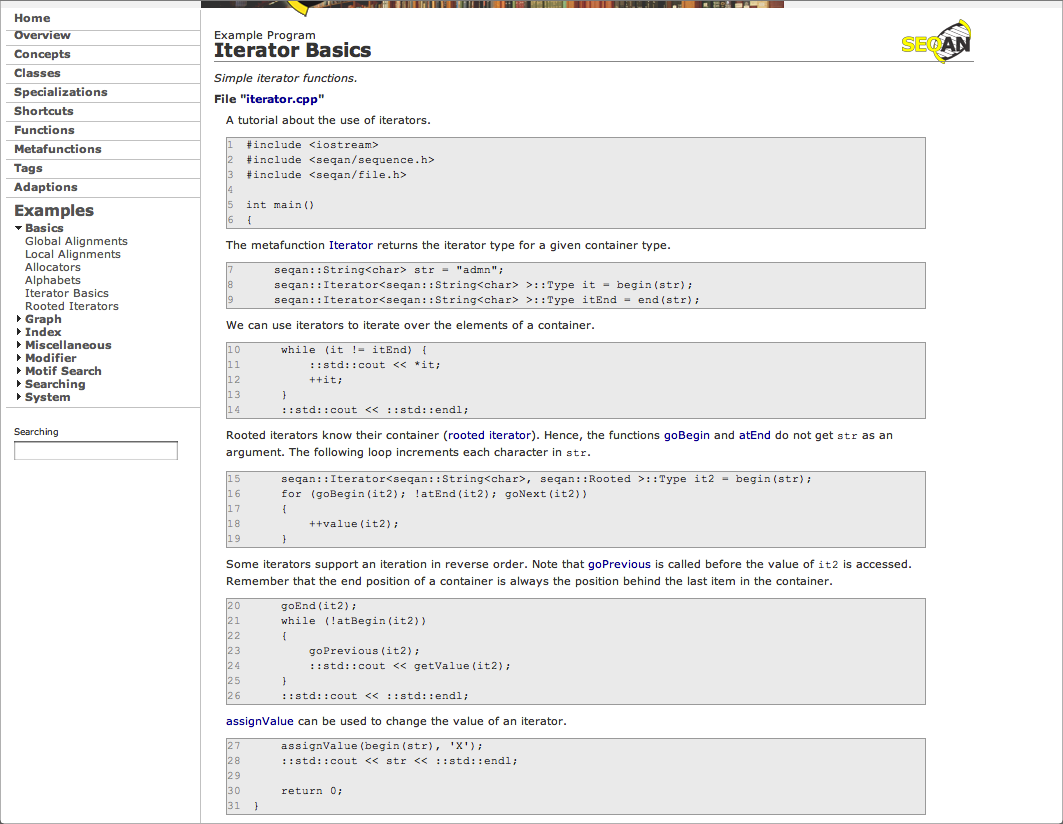 Home
Overview
Concepts
Classes
Specializations
Shortcuts
Functions
Metafunctions
Tags
Adaptions
Examples
Basics
Global Alignments
Local Alignments
Allocators
Alphabets
Iterator Basics
Rooted Iterators
Graph
Index
Miscellaneous
Modifier
Motif Search
Searching
System
Searching
Example Program
Iterator Basics
SEQAN
Simple iterator functions.
File "iterator.cpp"
A tutorial about the use of iterators.
1 #include <iostream>
2 #include <seqan/sequence.h>
3 #include <seqan/file.h>
4
5 int main()
6 {
The metafunction Iterator returns the iterator type for a given container type.
7     seqan::String<char> str = "admn";
8     seqan::Iterator<seqan::String<char> >::Type it = begin(str);
9     seqan::Iterator<seqan::String<char> >::Type itEnd = end(str);
We can use iterators to iterate over the elements of a container.
10     while (it != itEnd) {
11         ::std::cout << *it;
12         ++it;
13     }
14     ::std::cout << ::std::endl;
Rooted iterators know their container (rooted iterator). Hence, the functions goBegin and atEnd do not get str as an
argument. The following loop increments each character in str.
15     seqan::Iterator<seqan::String<char>, seqan::Rooted >::Type it2 = begin(str);
16     for (goBegin(it2); !atEnd(it2); goNext(it2))
17     {
18         ++value(it2);
19     }
Some iterators support an iteration in reverse order. Note that goPrevious is called before the value of it2 is accessed.
Remember that the end position of a container is always the position behind the last item in the container.
20     goEnd(it2);
21     while (!atBegin(it2))
22     {
23         goPrevious(it2);
24         ::std::cout << getValue(it2);
25     }
26     ::std::cout << ::std::endl;
assignValue can be used to change the value of an iterator.
27     assignValue(begin(str), 'X');
28     ::std::cout << str << ::std::endl;
29
30     return 0;
31 }